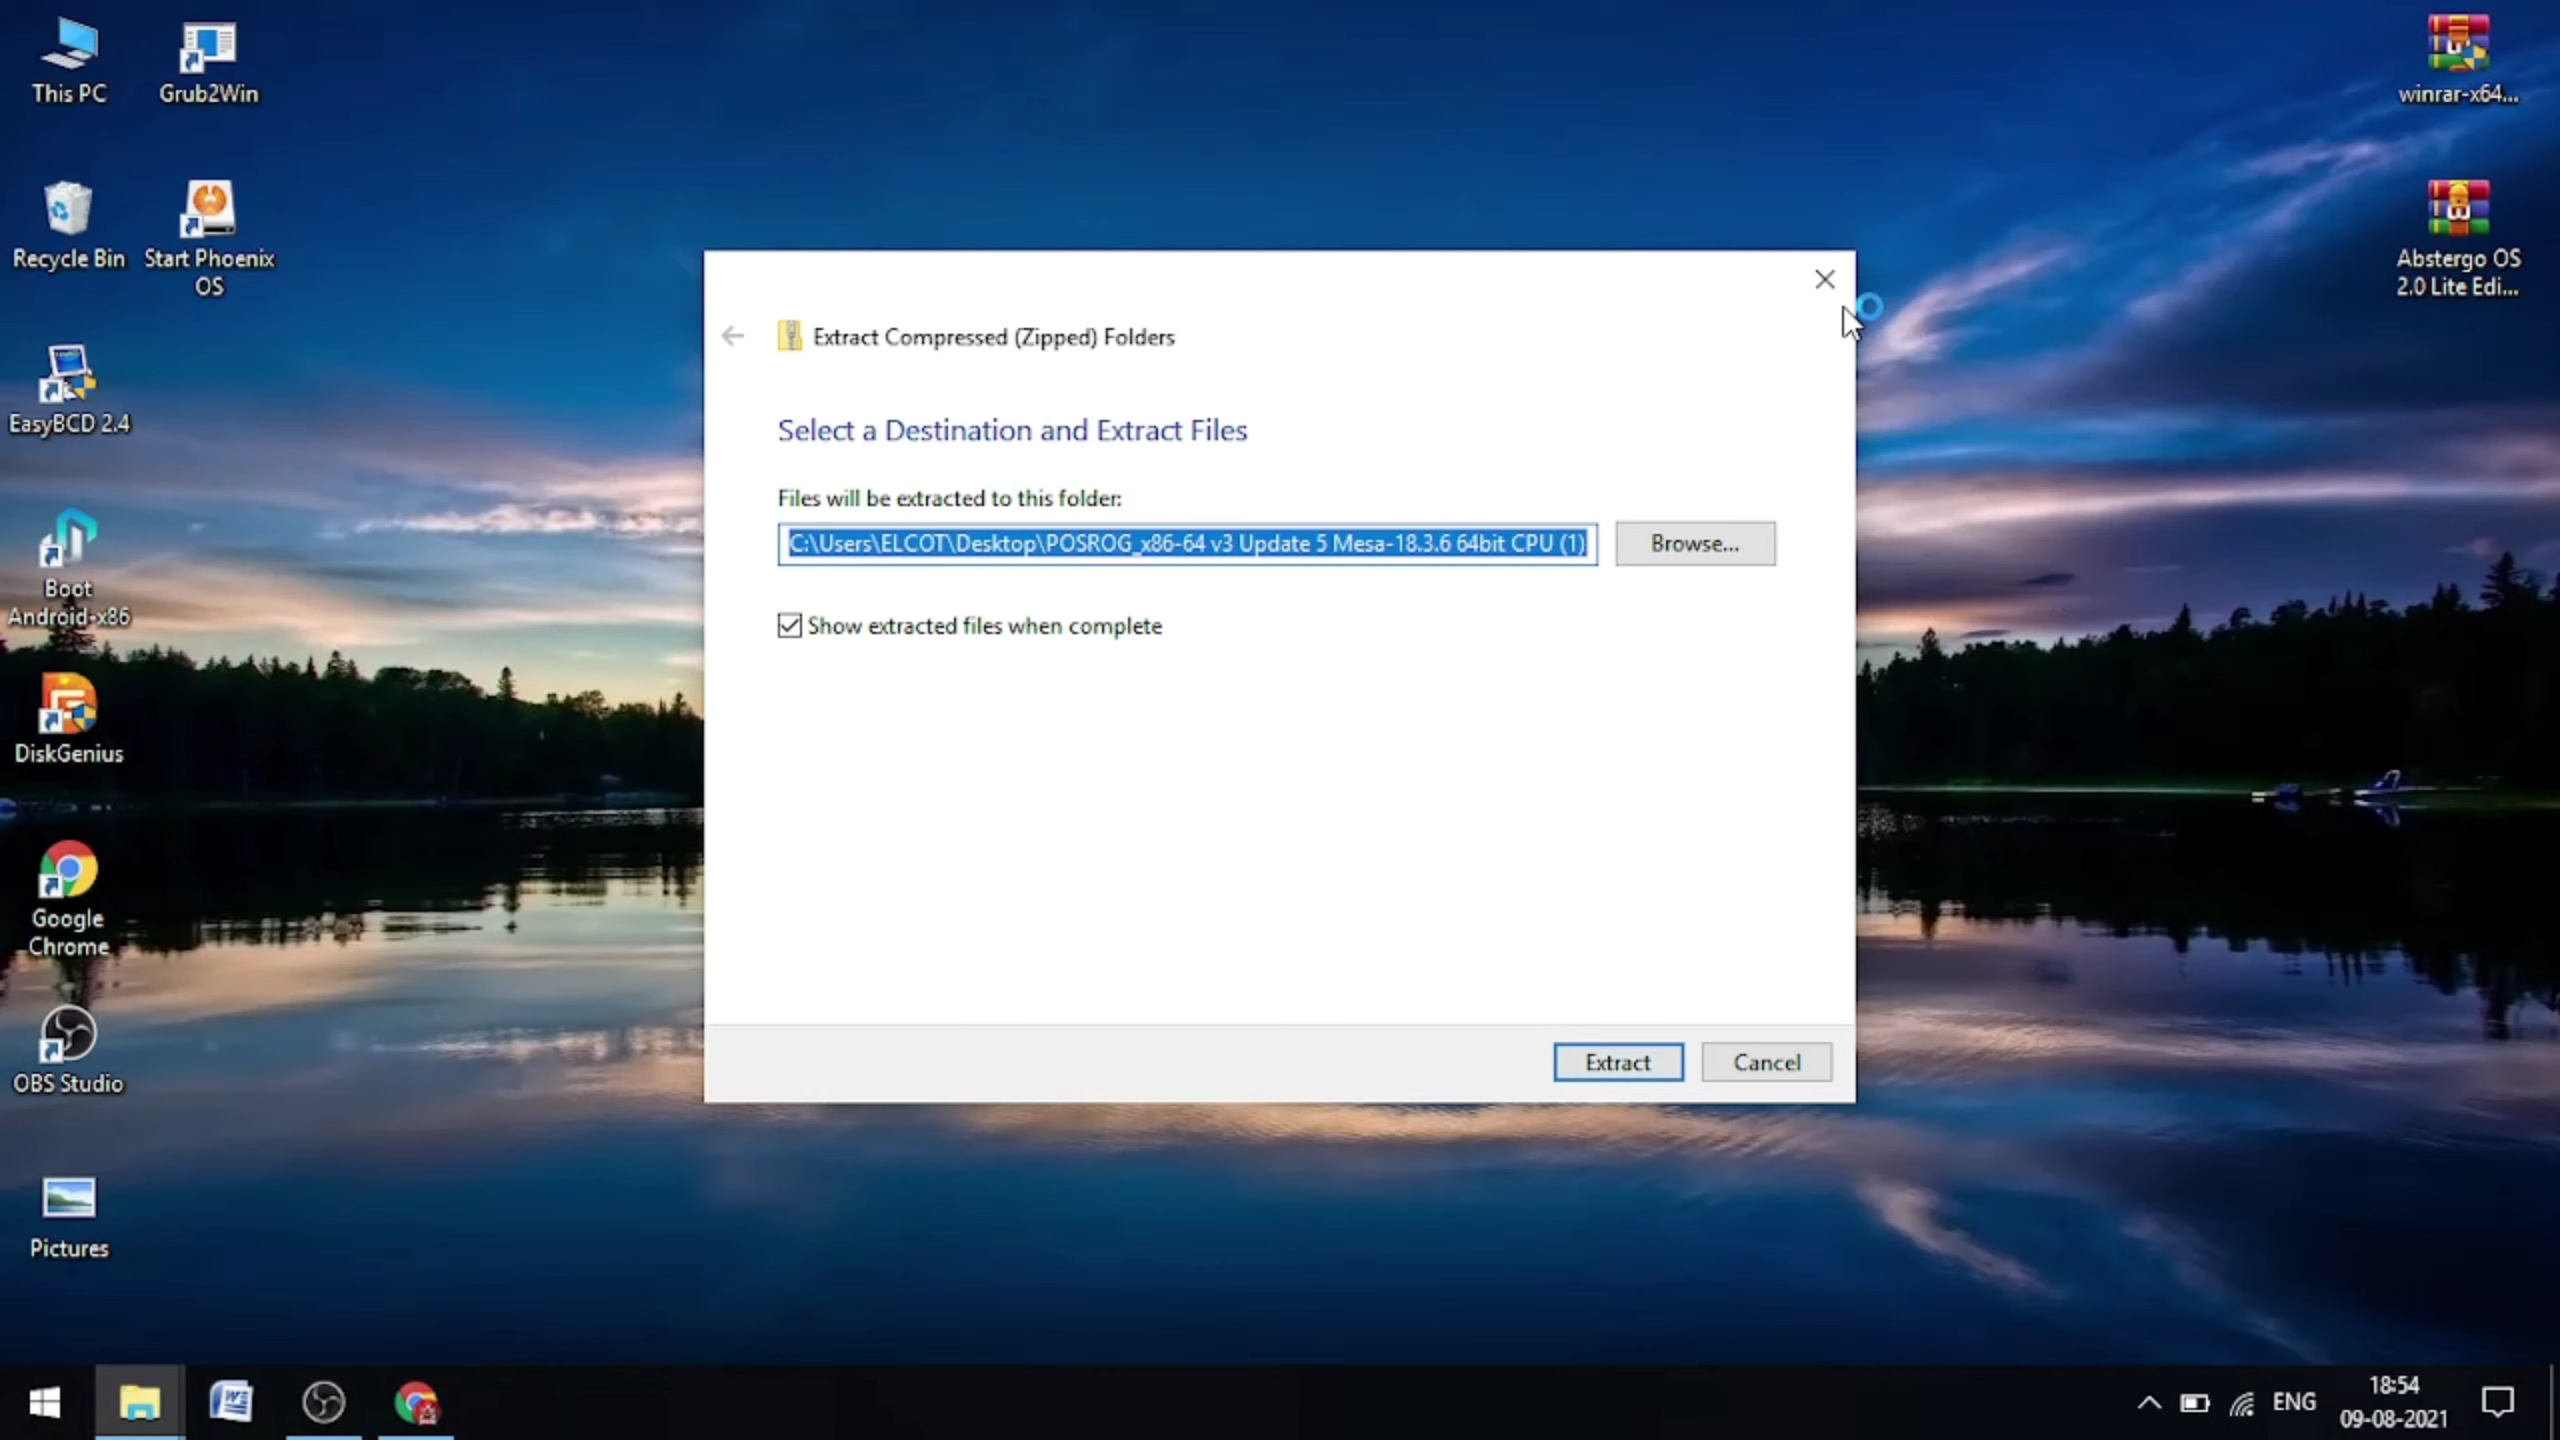 This PC
Grub2Win
winrar-x64...
Recycle Bin
Start Phoenix
OS
Abstergo OS
2.0 Lite Edi...
EasyBCD 2.4
Boot
Android-x86
DiskGenius
Google
Chrome
OBS Studio
Pictures
Extract Compressed (Zipped) Folders
Select a Destination and Extract Files
Files will be extracted to this folder:
C:\Users\ELCOT\Desktop\POSROG_x86-64 v3 Update 5 Mesa-18.3.6 64bit CPU (1)
Browse...
Show extracted files when complete
Extract
Cancel
ENG
18:54
09-08-2021